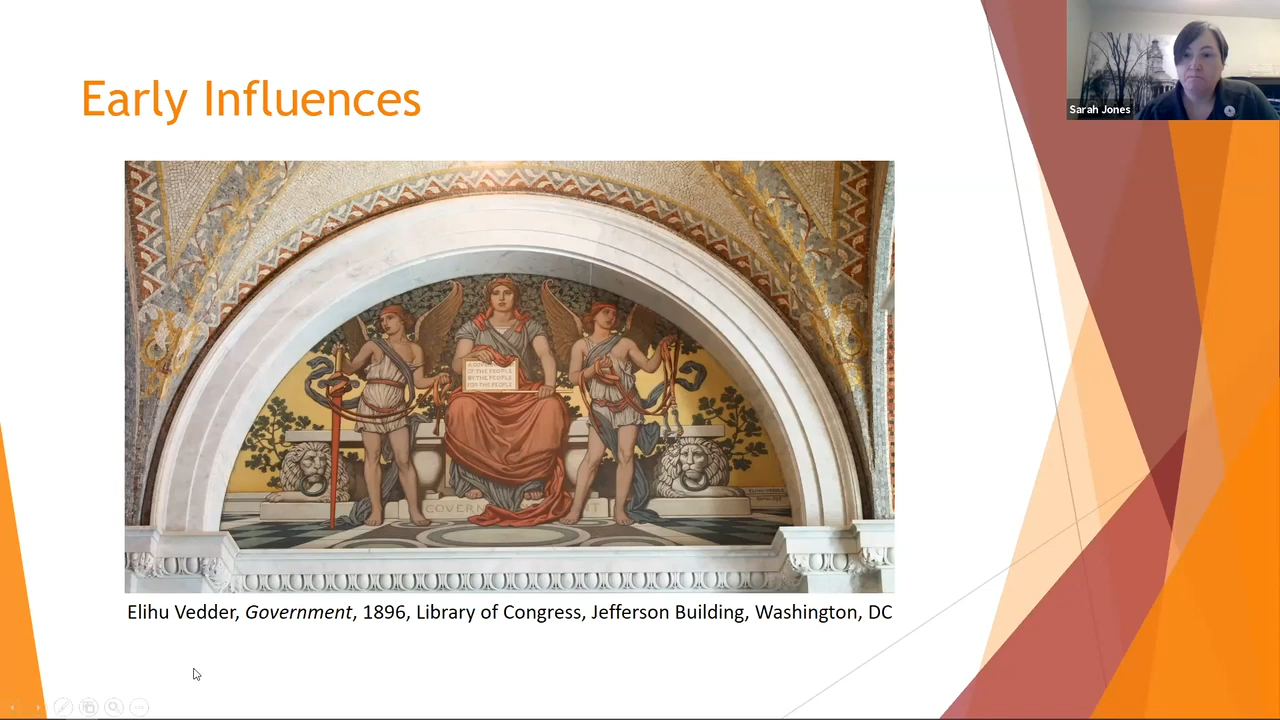 Early Influences
Sarah Jones
OF THE PEOPLE
BY THE PEOPLE
FOR THE PEOPLE
GOVERN T
Elihu Vedder, Government, 1896, Library of Congress, Jefferson Building, Washington, DC